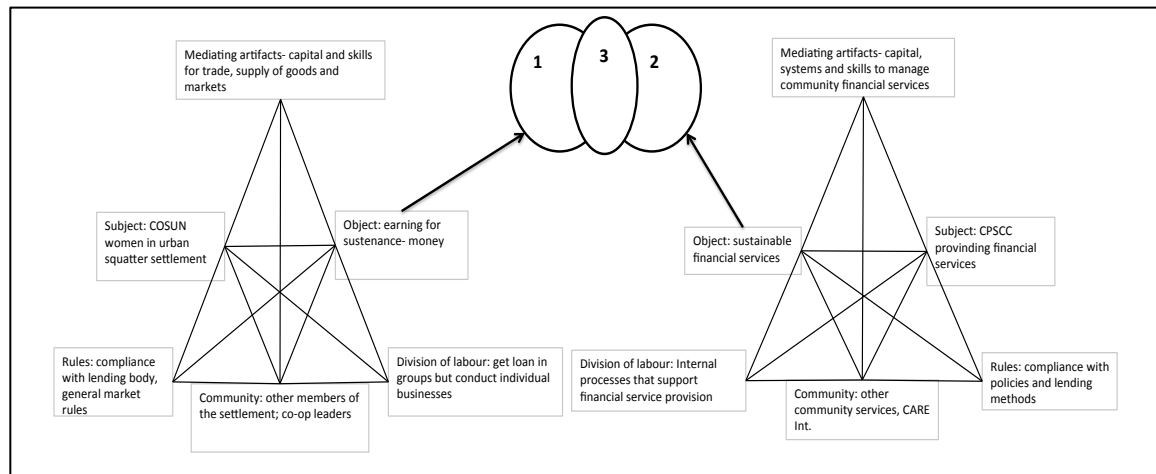 Mediating artifacts- capital and skills
for trade, supply of goods and
markets
1
3
2
Mediating artifacts- capital,
systems and skills to manage
community financial services
Subject: COSUN
women in urban
squatter settlement
Object: earning for
sustenance- money
Object: sustainable
financial services
Subject: CPSCC
provinding financial
services
Rules: compliance
with lending body,
general market
rules
Community: other members
of the settlement; co-op leaders
Division of labour: get loan in
groups but conduct individual
businesses
Division of labour: Internal
processes that support
financial service provision
Community: other
community services, CARE
Int.
Rules: compliance with
policies and lending
methods